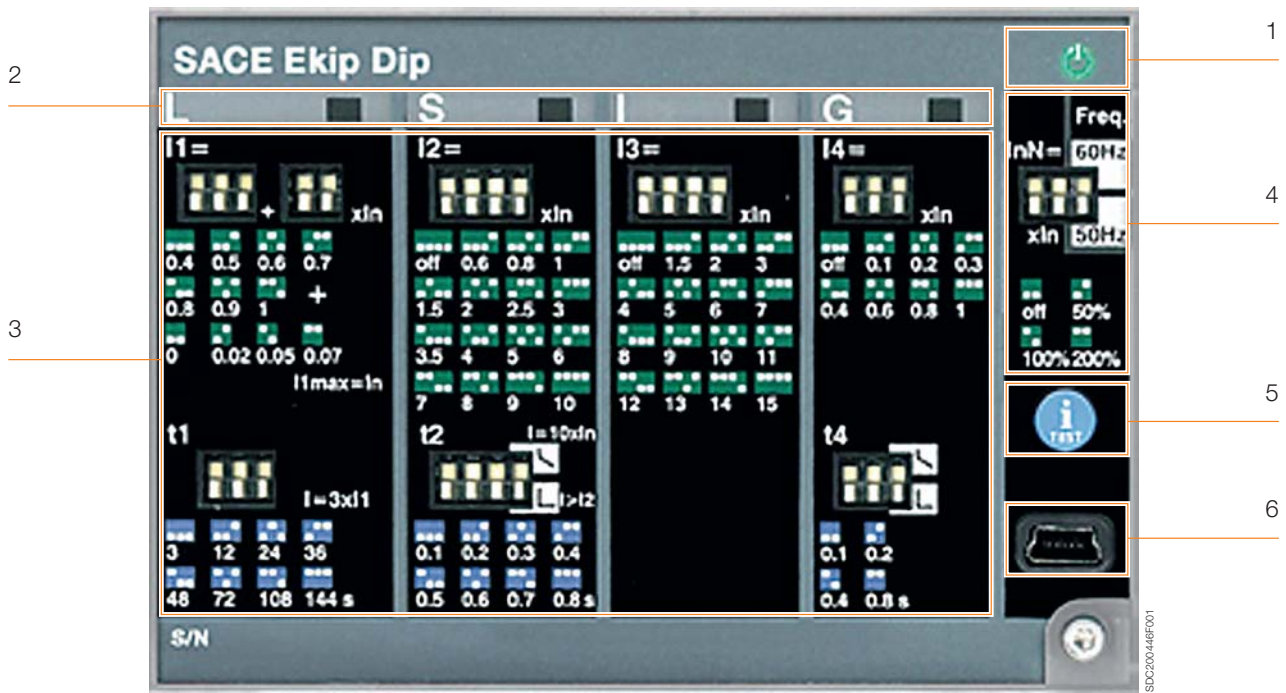 SACE Ekip Dip
1
2
L S I G
I1=
+ xIn
0.4 0.5 0.6 0.7
0.8 0.9 1 +
0 0.02 0.05 0.07
I1max=In
t1
I=3xI1
3 12 24 36
48 72 108 144 s
I2=
xIn
off 0.6 0.8 1
1.5 2 2.5 3
3.5 4 5 6
7 8 9 10
t2 I=10xIn
I>I2
0.1 0.2 0.3 0.4
0.5 0.6 0.7 0.8 s
I3=
xIn
off 1.5 2 3
4 5 6 7
8 9 10 11
12 13 14 15
I4=
xIn
off 0.1 0.2 0.3
0.4 0.6 0.8 1
t4
0.1 0.2
0.4 0.8 s
Freq.
InN= 60Hz
xIn 50Hz
off 50%
100% 200%
i
TEST
3
4
5
6
S/N
SDC200446F001